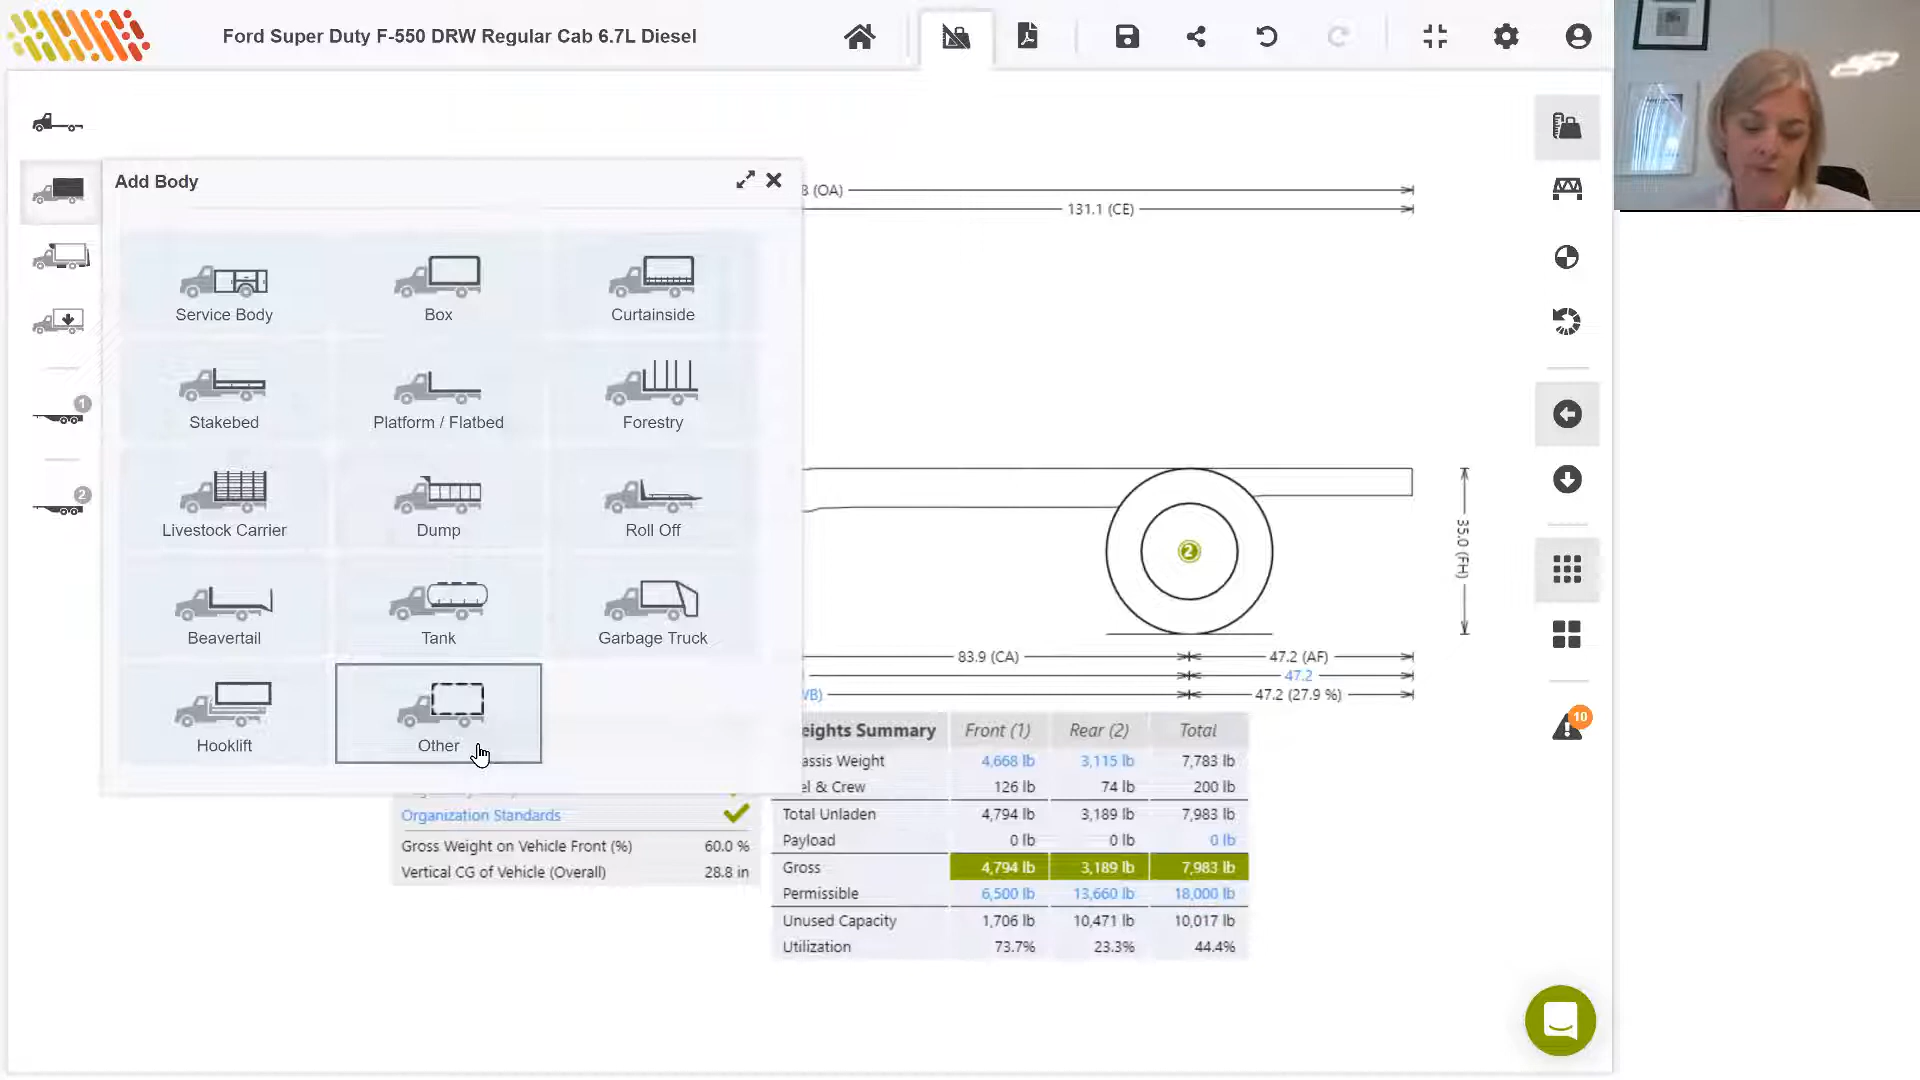 Ford Super Duty F-550 DRW Regular Cab 6.7L Diesel
Add Body
(OA)
131.1 (CE)
Service Body
Box
Curtainside
Stakebed
Platform / Flatbed
Forestry
1
Livestock Carrier
Dump
Roll Off
2
2
35.0 (FH)
Beavertail
Tank
Garbage Truck
83.9 (CA)
47.2 (AF)
47.2
47.2 (27.9 %)
Hooklift
Other
10
eights Summary Front (1) Rear (2) Total
assis Weight 4,668 lb 3,115 lb 7,783 lb
el & Crew 126 lb 74 lb 200 lb
Organization Standards
Total Unladen 4,794 lb 3,189 lb 7,983 lb
Gross Weight on Vehicle Front (%) 60.0 %
Payload 0 lb 0 lb 0 lb
Vertical CG of Vehicle (Overall) 28.8 in
Gross 4,794 lb 3,189 lb 7,983 lb
Permissible 6,500 lb 13,660 lb 18,000 lb
Unused Capacity 1,706 lb 10,471 lb 10,017 lb
Utilization 73.7% 23.3% 44.4%